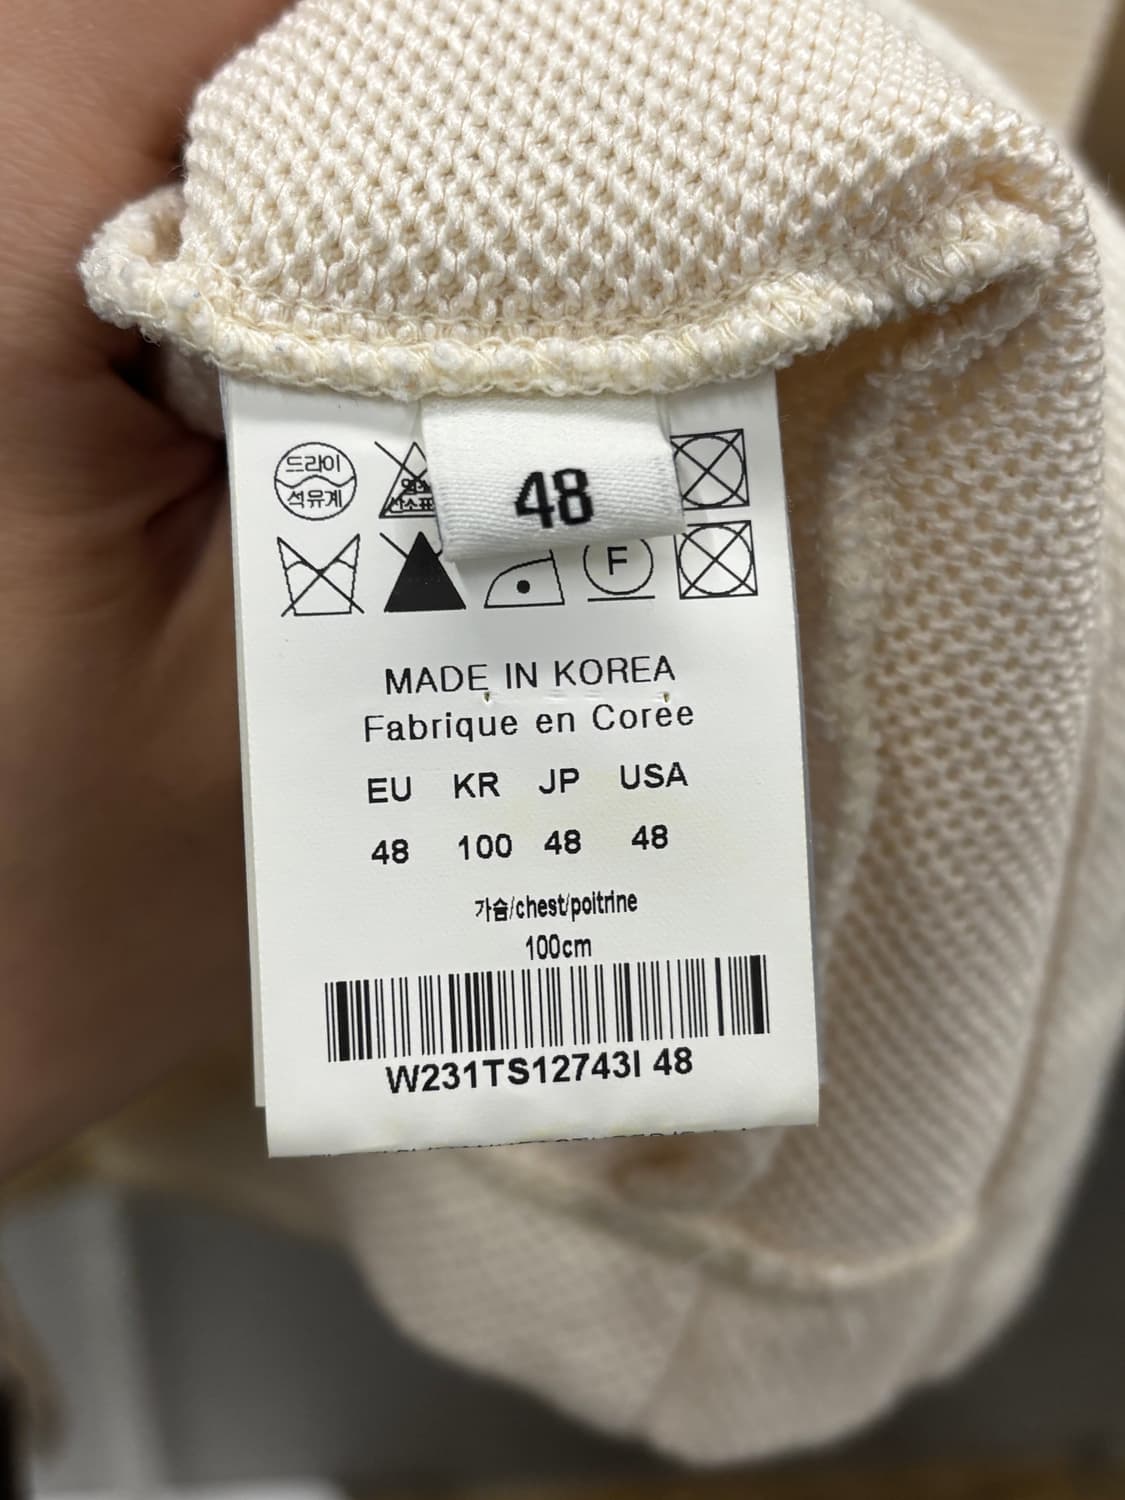 드라이
석유계
48
F
MADE IN KOREA
Fabrique en Corée
EU KR JP USA
48 100 48 48
가슴/chest/poitrine
100cm
W231TS12743I 48